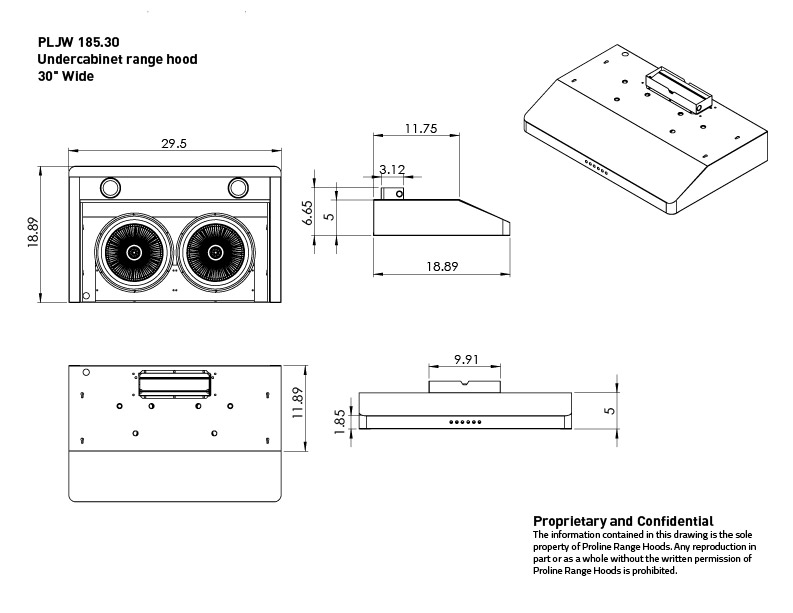 PLJW 185.30
Undercabinet range hood
30" Wide
29.5
18.89
11.75
3.12
6.65
5
18.89
11.89
9.91
1.85
5
Proprietary and Confidential
The information contained in this drawing is the sole
property of Proline Range Hoods. Any reproduction in
part or as a whole without the written permission of
Proline Range Hoods is prohibited.